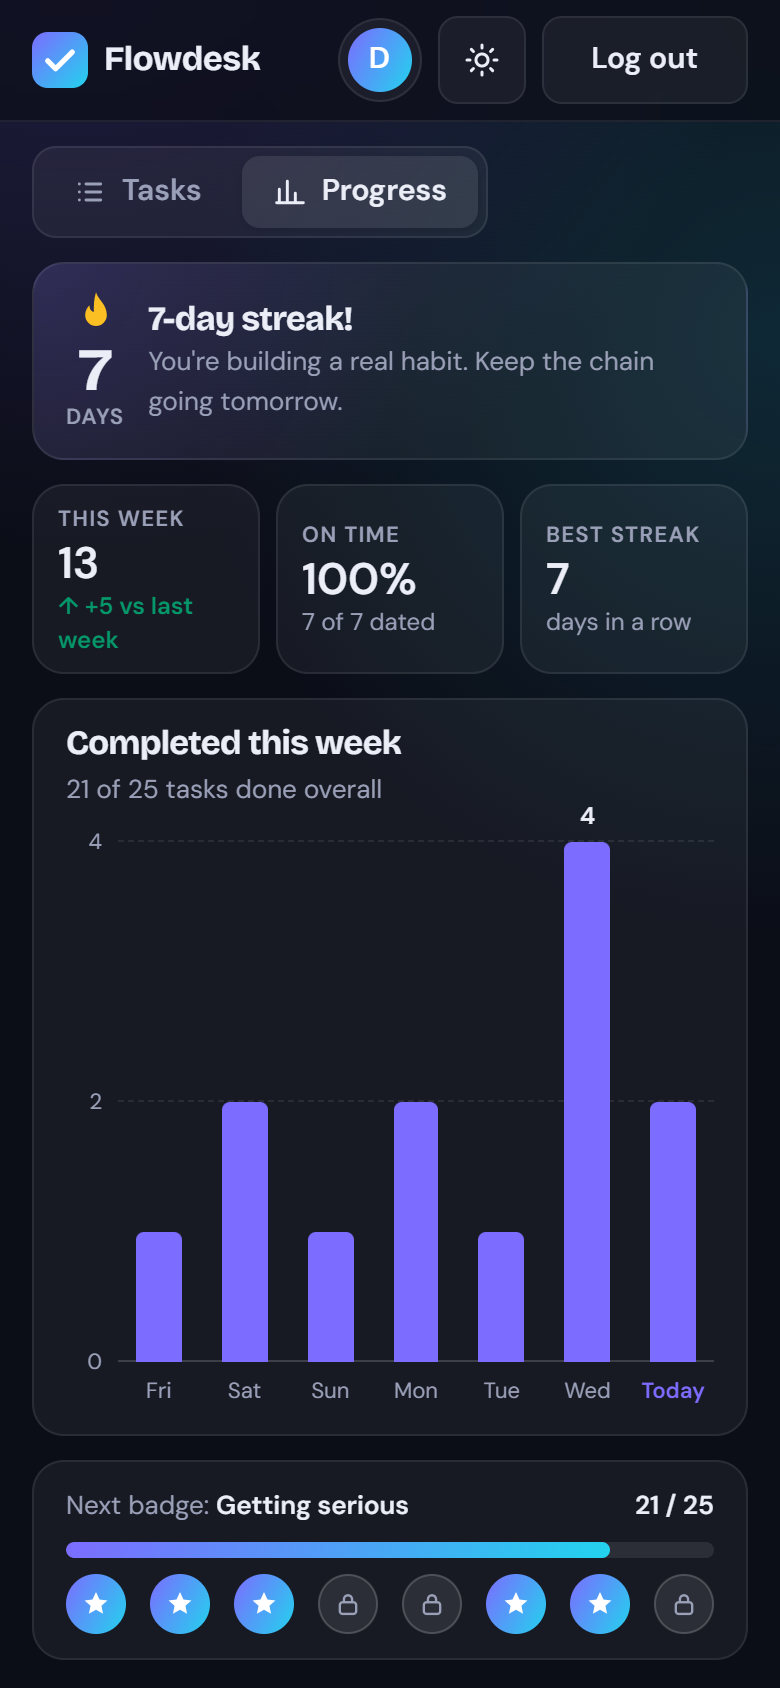 Flowdesk
D
Log out
Tasks
Progress
7
DAYS
7-day streak!
You're building a real habit. Keep the chain
going tomorrow.
THIS WEEK
13
↑ +5 vs last
week
ON TIME
100%
7 of 7 dated
BEST STREAK
7
days in a row
Completed this week
21 of 25 tasks done overall
4
4
2
0
Fri
Sat
Sun
Mon
Tue
Wed
Today
Next badge: Getting serious
21 / 25